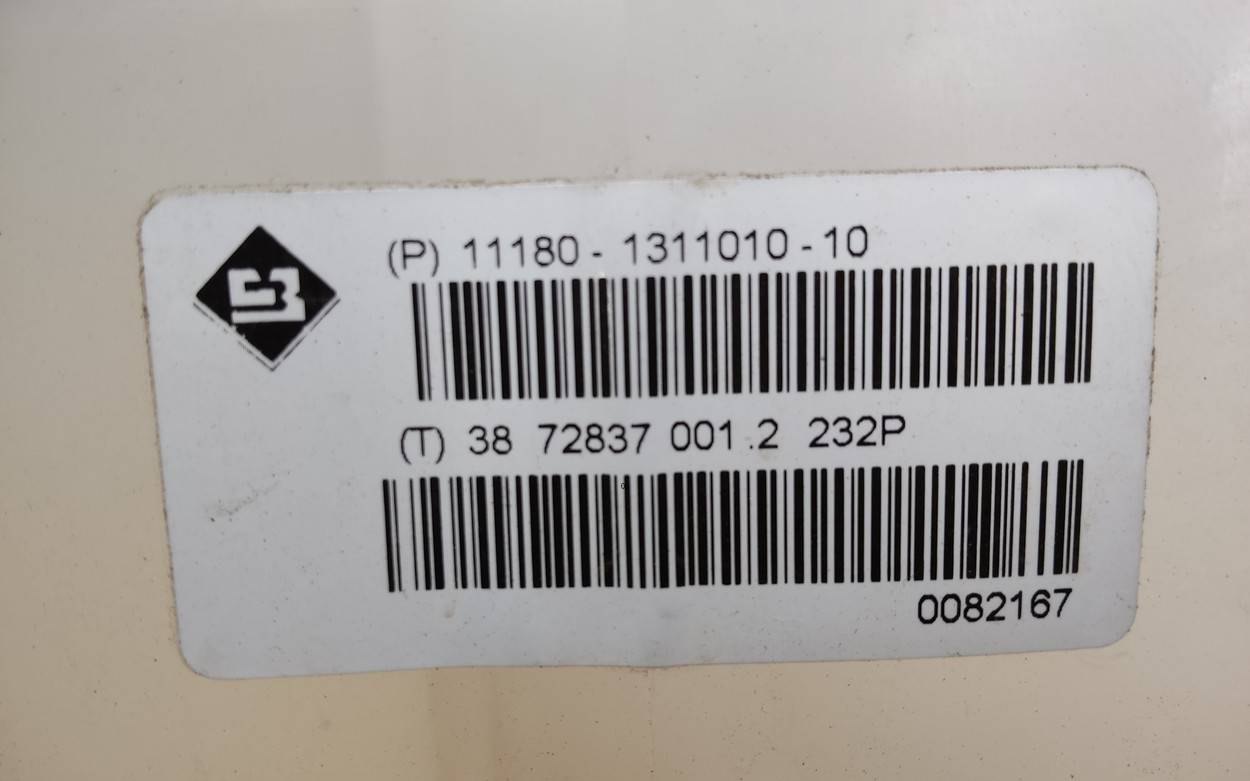 (P) 11180 - 1311010 - 10
(T) 38 72837 001.2 232P
0082167